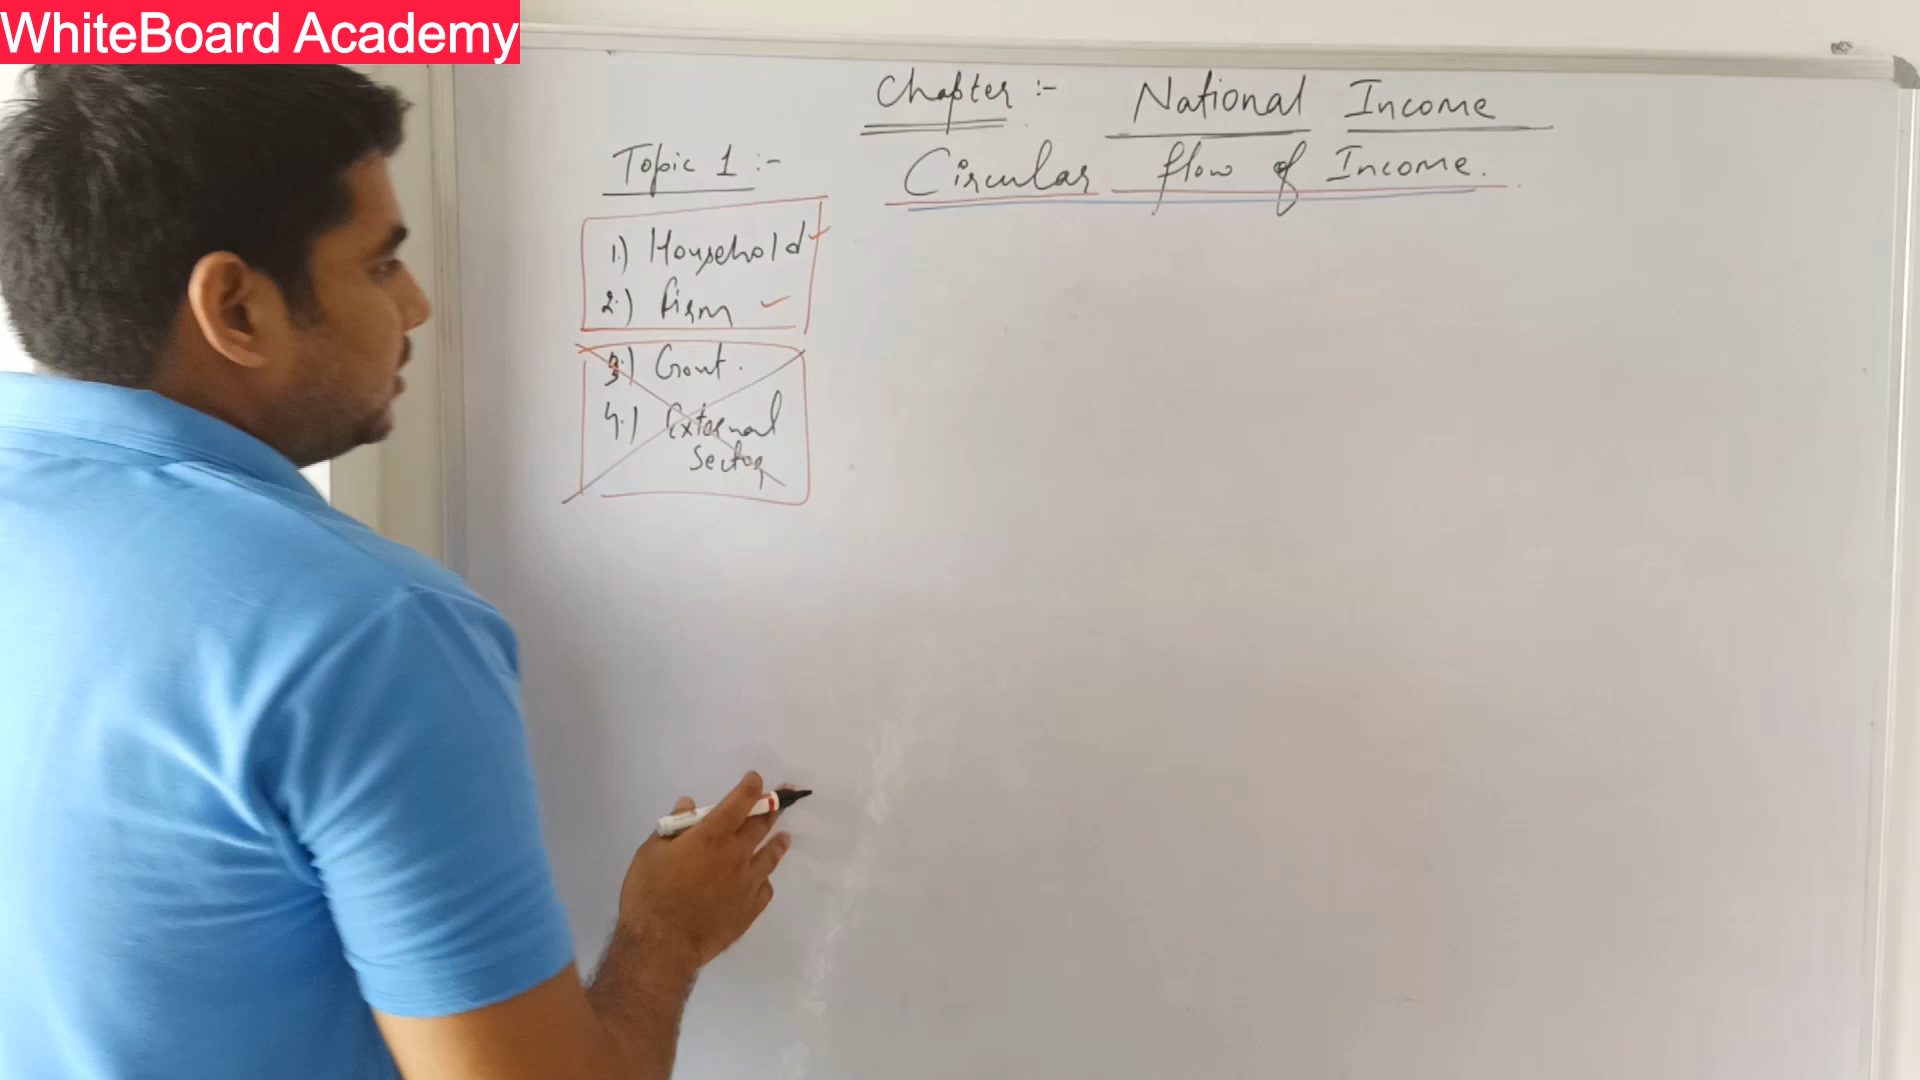 WhiteBoard Academy
Chapter :- National Income
Topic 1 :- Circular flow of Income.
1.) Household
2.) firm
3.) Govt.
4.) External
Sector